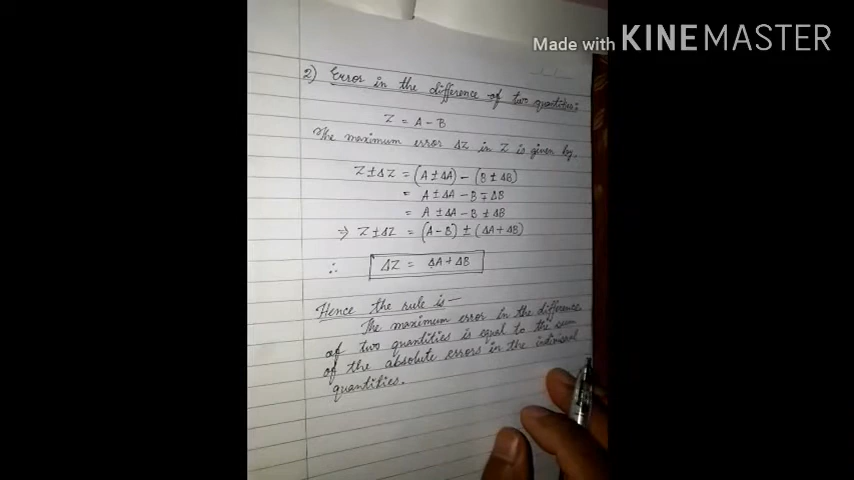 Made with KINEMASTER
2) Error in the difference of two quantities:
Z = A - B
The maximum error ΔZ in Z is given by,
Z ± ΔZ = (A ± ΔA) - (B ± ΔB)
= A ± ΔA - B ∓ ΔB
= A ± ΔA - B ± ΔB
⇒ Z ± ΔZ = (A - B) ± (ΔA + ΔB)
∴ ΔZ = ΔA + ΔB
Hence the rule is —
The maximum error in the difference
of two quantities is equal to the sum
of the absolute errors in the individual
quantities.